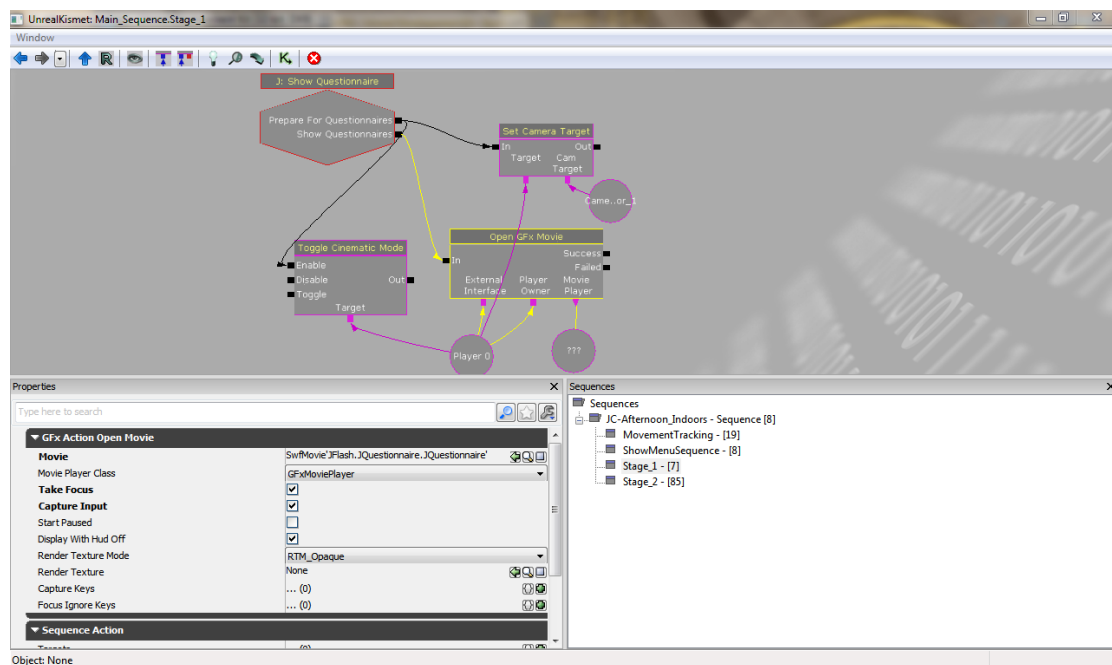 UnrealKismet: Main_Sequence.Stage_1
Window
J: Show Questionnaire
Prepare For Questionnaires
Show Questionnaires
Set Camera Target
In Out
Target Cam Target
Came..or_1
Toggle Cinematic Mode
Enable
Disable Out
Toggle
Target
Open GFx Movie
In
Success
Failed
External Interface Player Owner Movie Player
Player 0
???
Properties
Type here to search
GFx Action Open Movie
Movie SwfMovie'JFlash.JQuestionnaire.JQuestionnaire'
Movie Player Class GFxMoviePlayer
Take Focus
Capture Input
Start Paused
Display With Hud Off
Render Texture Mode RTM_Opaque
Render Texture None
Capture Keys ... (0)
Focus Ignore Keys ... (0)
Sequence Action
Object: None
Sequences
Sequences
JC-Afternoon_Indoors - Sequence [8]
MovementTracking - [19]
ShowMenuSequence - [8]
Stage_1 - [7]
Stage_2 - [85]